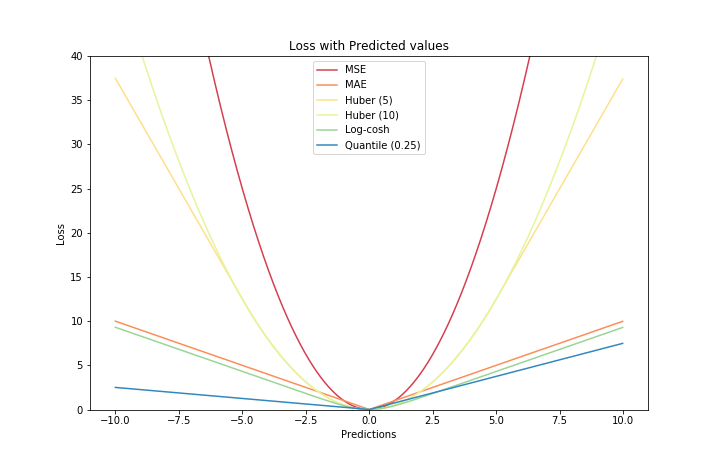 Loss with Predicted values
40
35
30
25
20
15
10
5
0
Loss
MSE
MAE
Huber (5)
Huber (10)
Log-cosh
Quantile (0.25)
−10.0 −7.5 −5.0 −2.5 0.0 2.5 5.0 7.5 10.0
Predictions